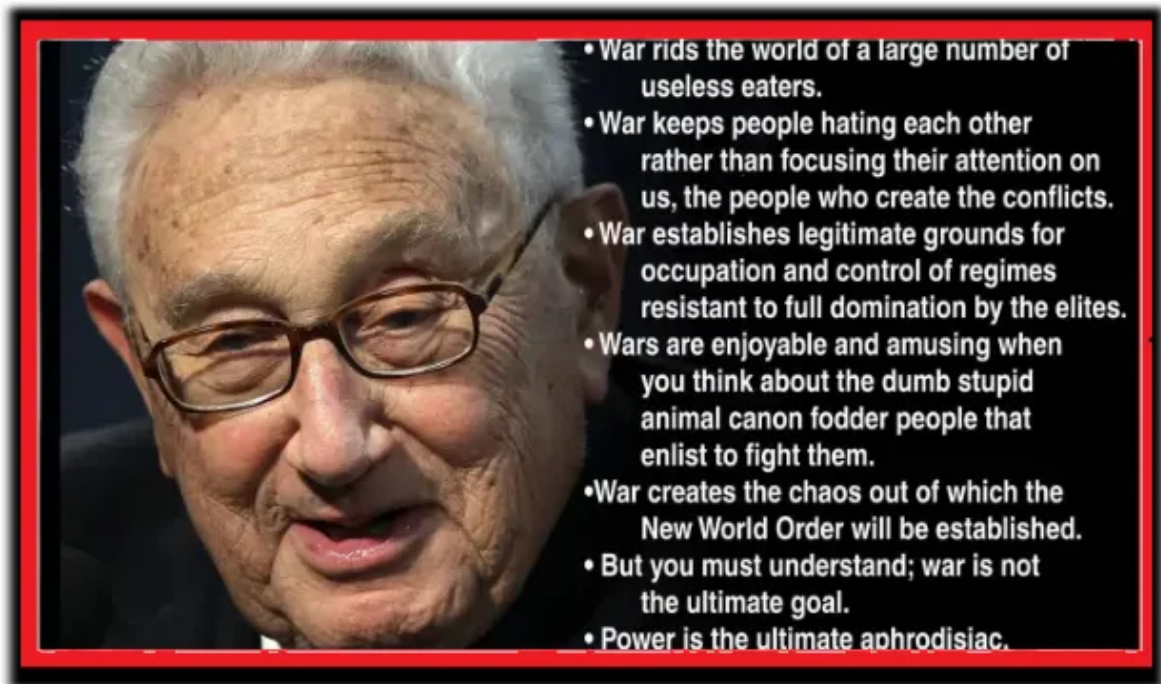 • War rids the world of a large number of
useless eaters.
• War keeps people hating each other
rather than focusing their attention on
us, the people who create the conflicts.
• War establishes legitimate grounds for
occupation and control of regimes
resistant to full domination by the elites.
• Wars are enjoyable and amusing when
you think about the dumb stupid
animal canon fodder people that
enlist to fight them.
•War creates the chaos out of which the
New World Order will be established.
• But you must understand; war is not
the ultimate goal.
• Power is the ultimate aphrodisiac.